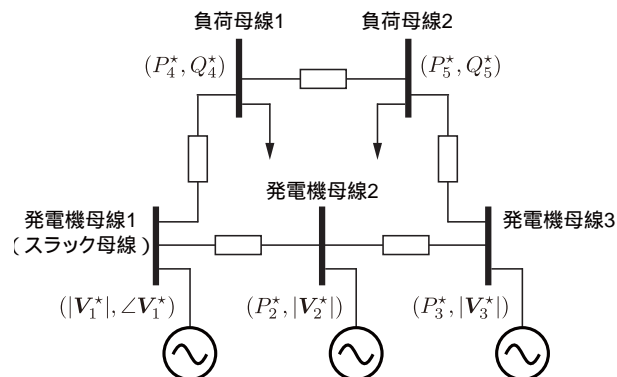 負荷母線1
負荷母線2
(P₄*, Q₄*)
(P₅*, Q₅*)
発電機母線2
発電機母線1
(スラック母線)
発電機母線3
(|V₁*|, ∠V₁*)
(P₂*, |V₂*|)
(P₃*, |V₃*|)